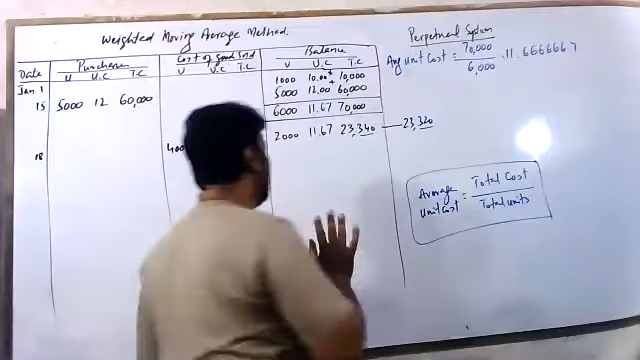 Weighted Moving Average Method.
Perpetual System
Date Purchases Cost of good Sold Balance
U U.C T.C U U.C T.C U U.C T.C
Avg Unit Cost = 70,000 / 6,000 = 11.6666667
Jan 1 1000 10.00 10,000
15 5000 12 60,000 5000 12.00 60,000
6000 11.67 70,000
18 400 2000 11.67 23,340 — 23,320
Average Unit Cost = Total Cost / Total units